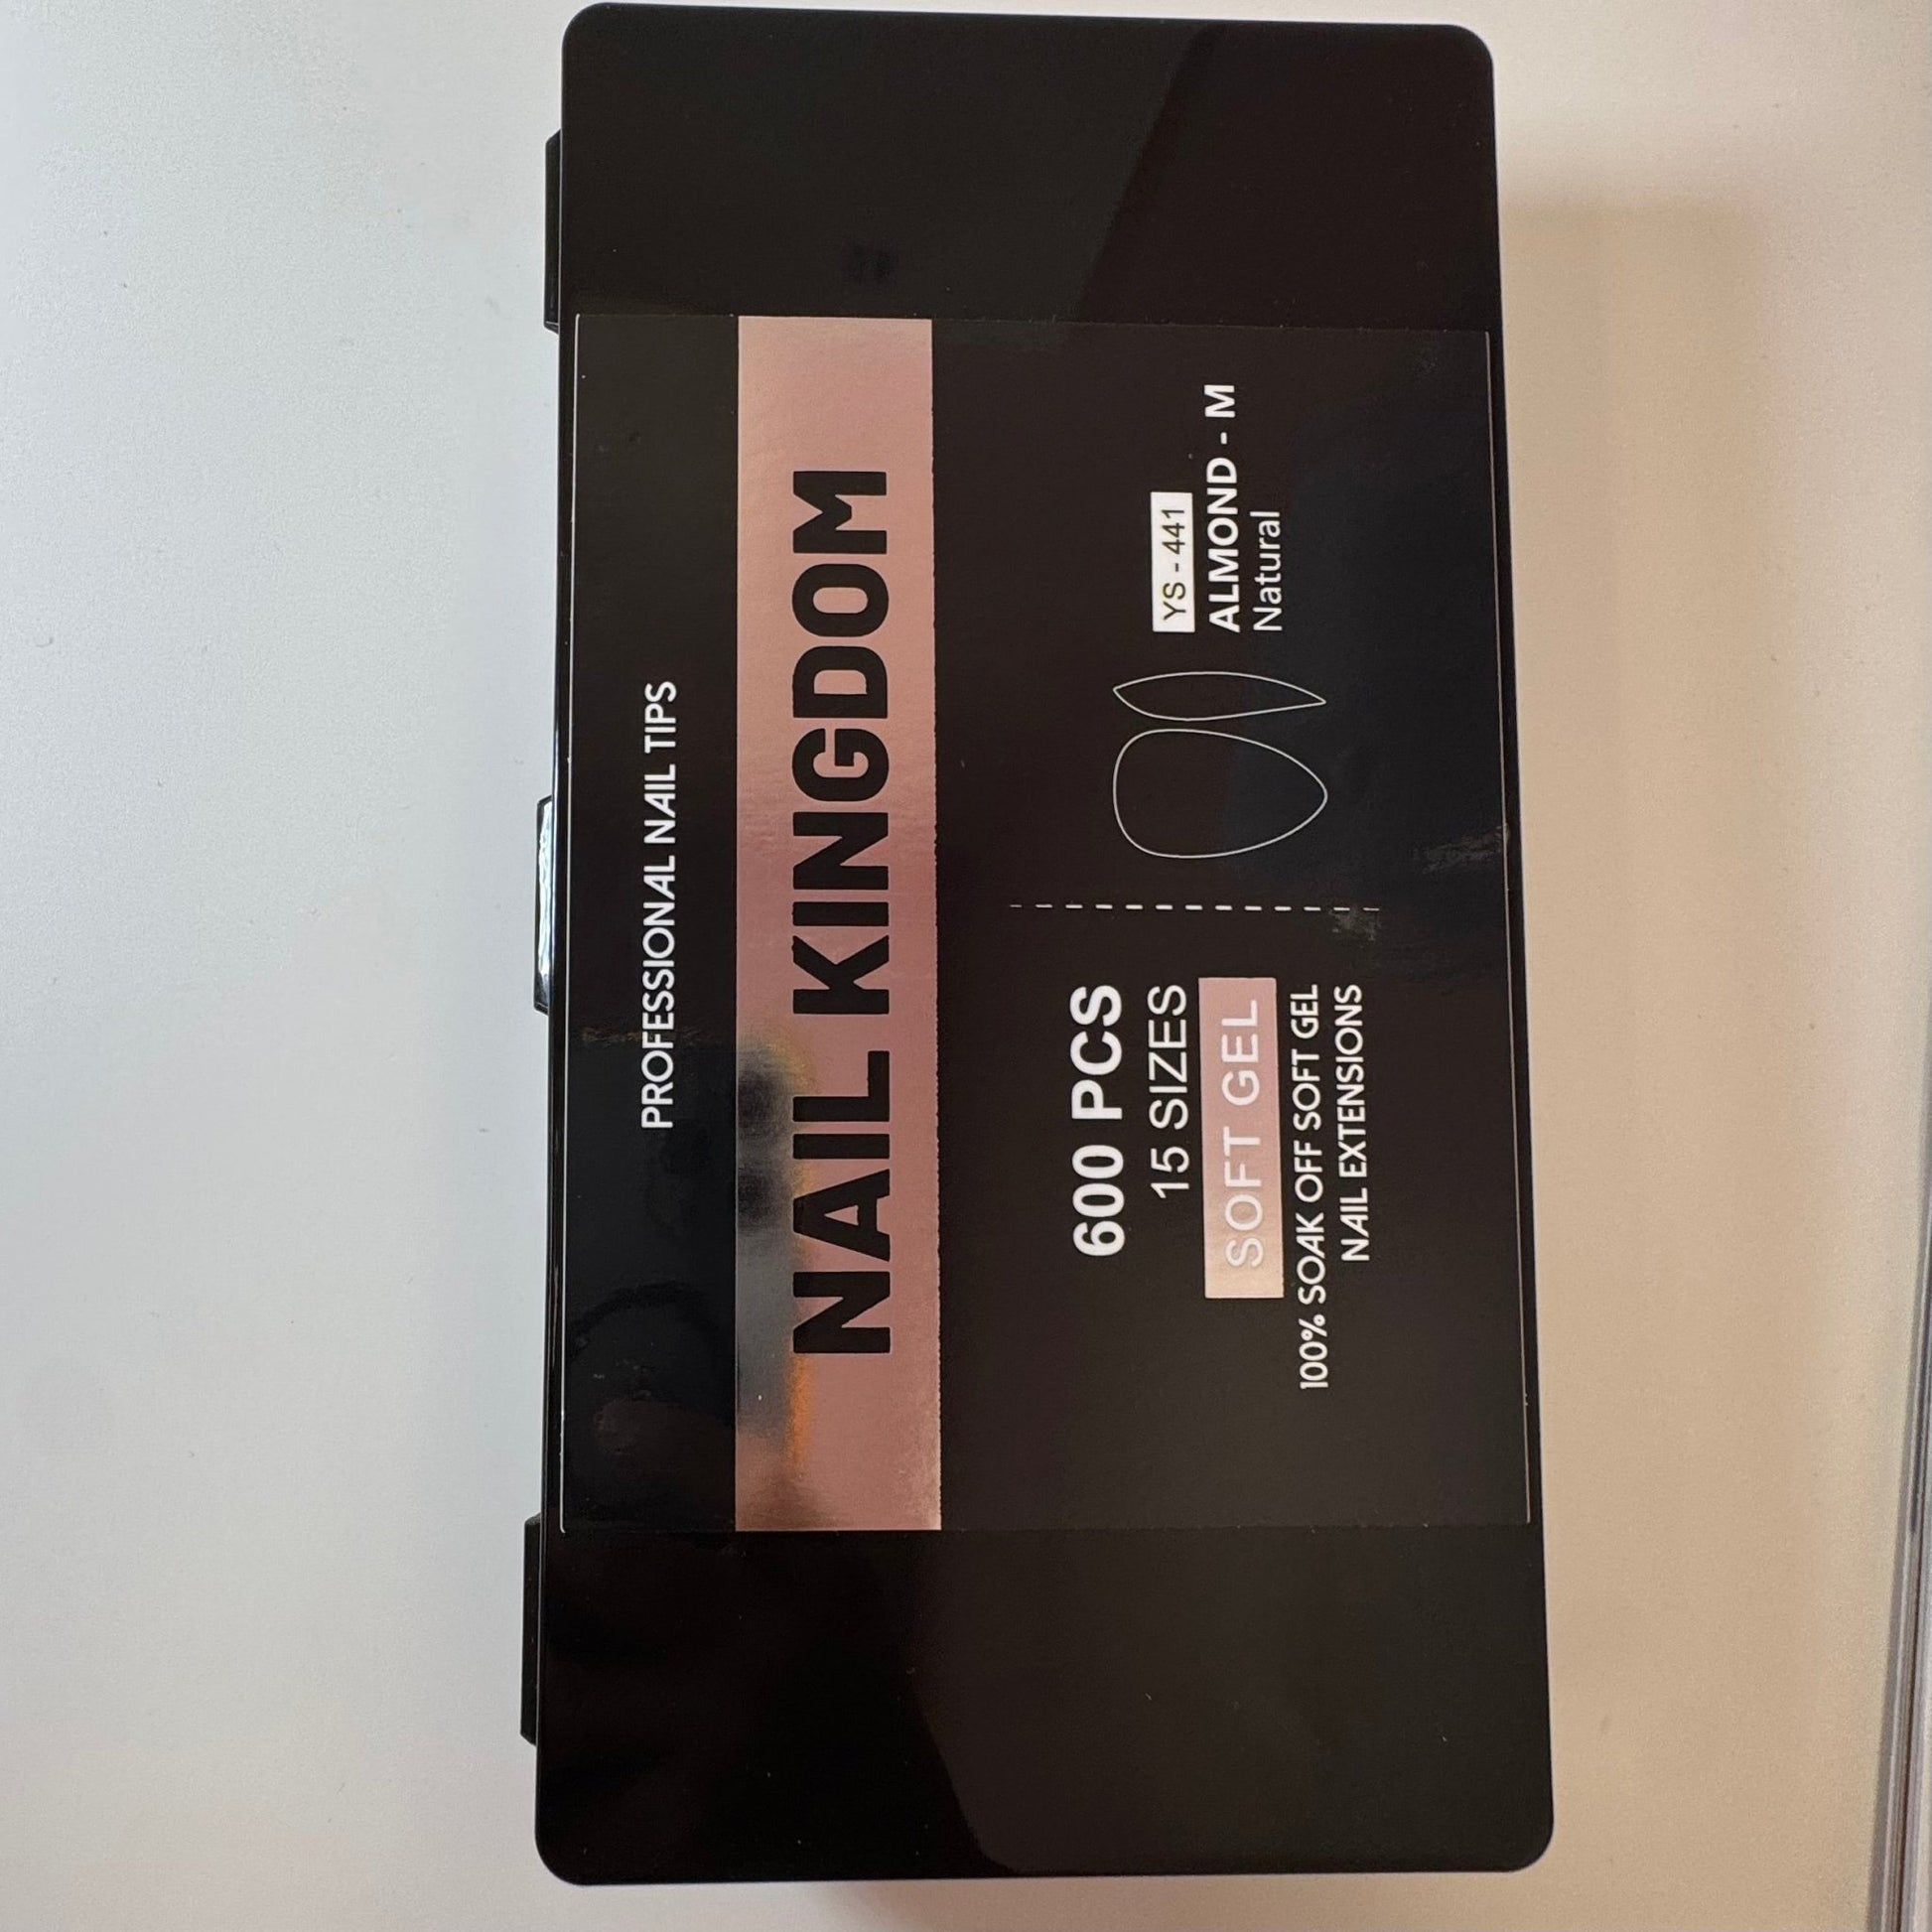 PROFESSIONAL NAIL TIPS
NAIL KINGDOM
600 PCS
15 SIZES
SOFT GEL
100% SOAK OFF SOFT GEL
NAIL EXTENSIONS
YS - 441
ALMOND - M
Natural